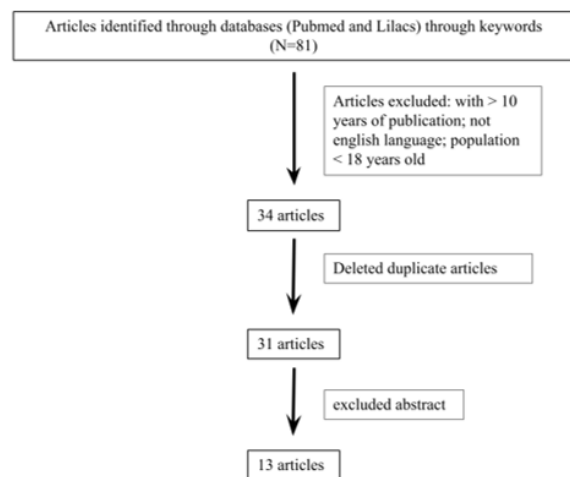 Articles identified through databases (Pubmed and Lilacs) through keywords
(N=81)
Articles excluded: with > 10
years of publication; not
english language; population
< 18 years old
34 articles
Deleted duplicate articles
31 articles
excluded abstract
13 articles